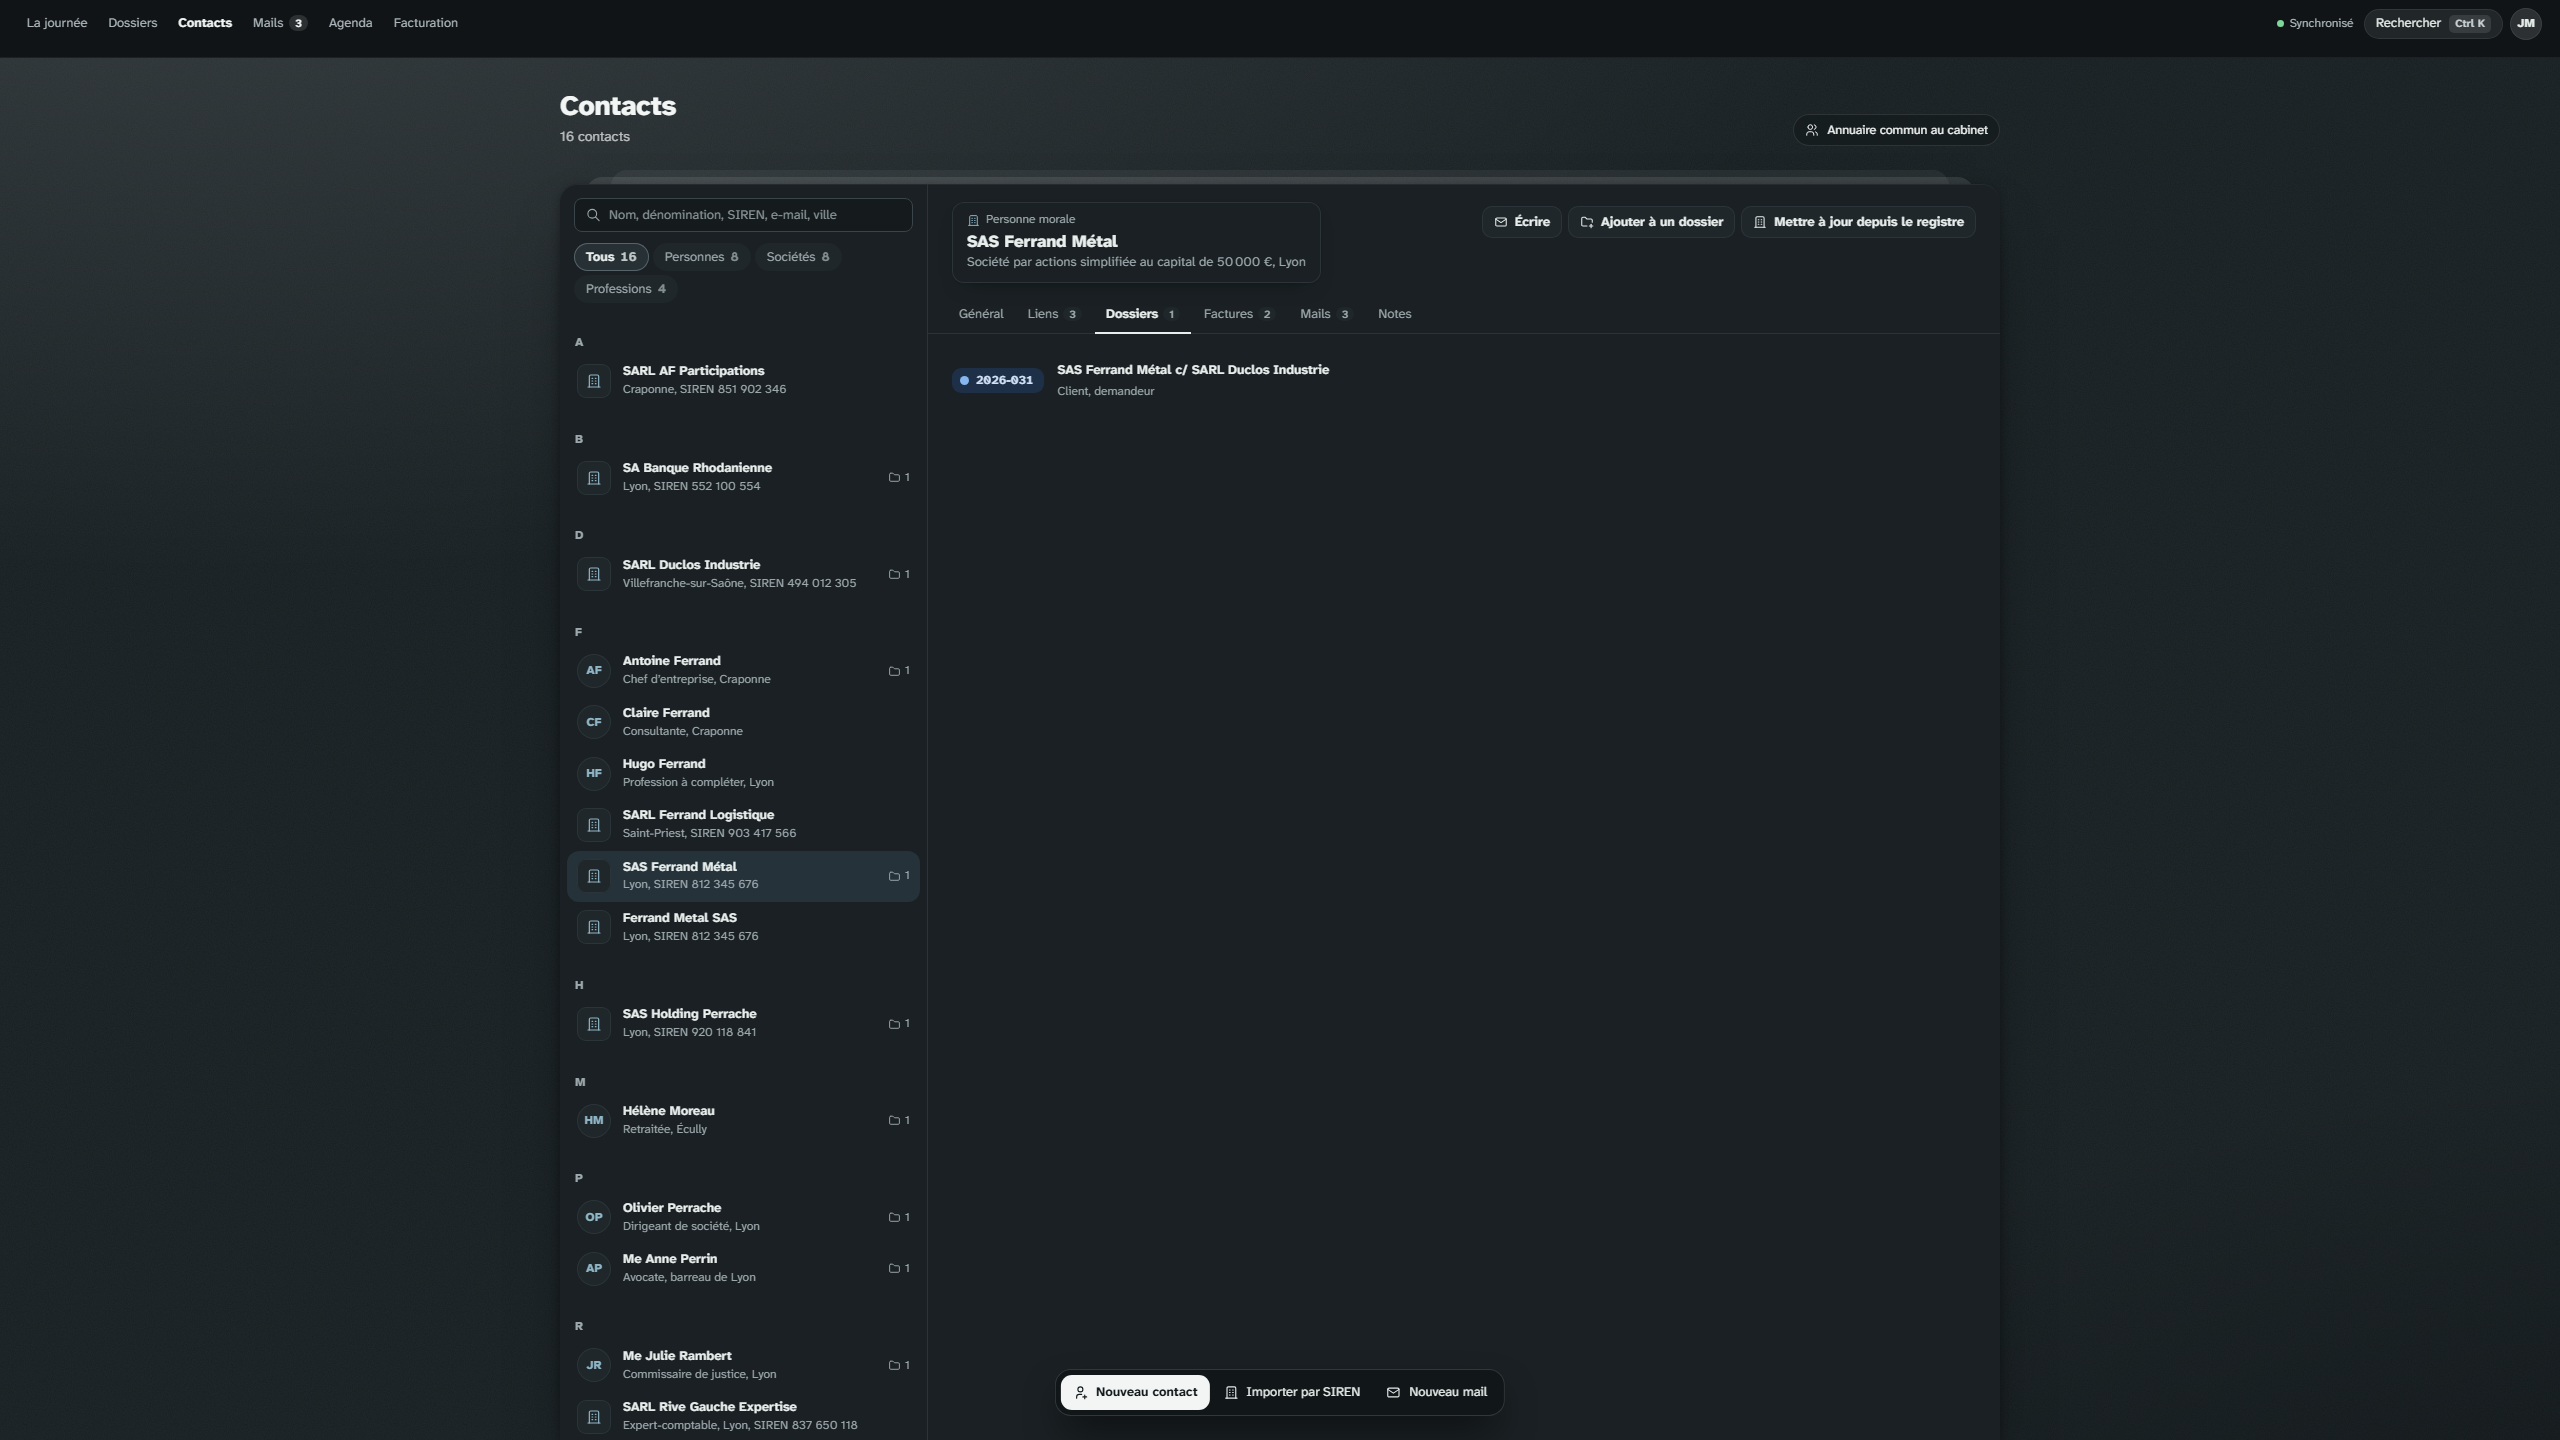 La journée
Dossiers
Contacts
Mails 3
Agenda
Facturation
Synchronisé
Rechercher Ctrl K
JM
Contacts
16 contacts
Annuaire commun au cabinet
Nom, dénomination, SIREN, e-mail, ville
Tous 16
Personnes 8
Sociétés 8
Professions 4
A
SARL AF Participations
Craponne, SIREN 851 902 346
B
SA Banque Rhodanienne
Lyon, SIREN 552 100 554
1
D
SARL Duclos Industrie
Villefranche-sur-Saône, SIREN 494 012 305
1
F
AF
Antoine Ferrand
Chef d'entreprise, Craponne
1
CF
Claire Ferrand
Consultante, Craponne
HF
Hugo Ferrand
Profession à compléter, Lyon
SARL Ferrand Logistique
Saint-Priest, SIREN 903 417 566
SAS Ferrand Métal
Lyon, SIREN 812 345 676
1
Ferrand Metal SAS
Lyon, SIREN 812 345 676
H
SAS Holding Perrache
Lyon, SIREN 920 118 841
1
M
HM
Hélène Moreau
Retraitée, Écully
1
P
OP
Olivier Perrache
Dirigeant de société, Lyon
1
AP
Me Anne Perrin
Avocate, barreau de Lyon
1
R
JR
Me Julie Rambert
Commissaire de justice, Lyon
1
SARL Rive Gauche Expertise
Expert-comptable, Lyon, SIREN 837 650 118
Personne morale
SAS Ferrand Métal
Société par actions simplifiée au capital de 50 000 €, Lyon
Écrire
Ajouter à un dossier
Mettre à jour depuis le registre
Général
Liens 3
Dossiers 1
Factures 2
Mails 3
Notes
2026-031
SAS Ferrand Métal c/ SARL Duclos Industrie
Client, demandeur
Nouveau contact
Importer par SIREN
Nouveau mail